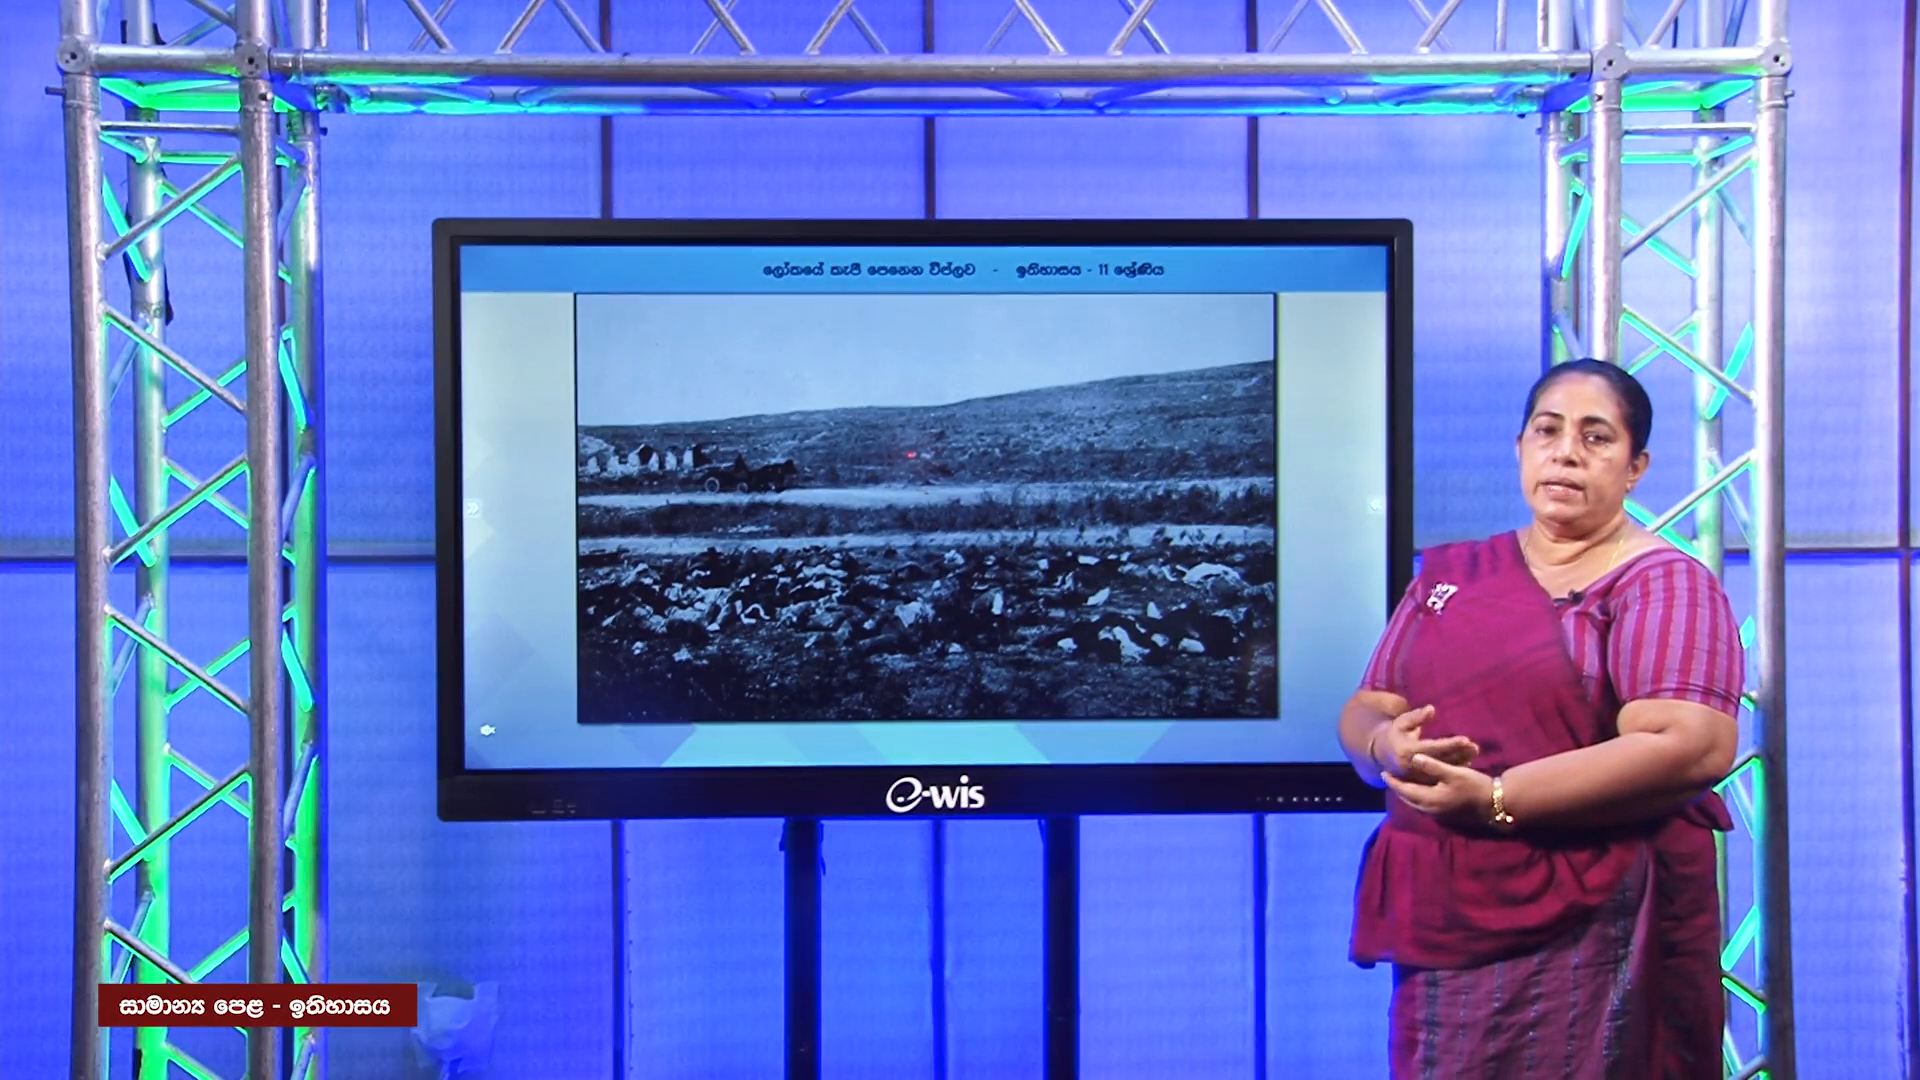 ලෝකයේ කැපී පෙනෙන විප්ලව - ඉතිහාසය - 11 ශ්‍රේණිය
e-wis
සාමාන්‍ය පෙළ - ඉතිහාසය